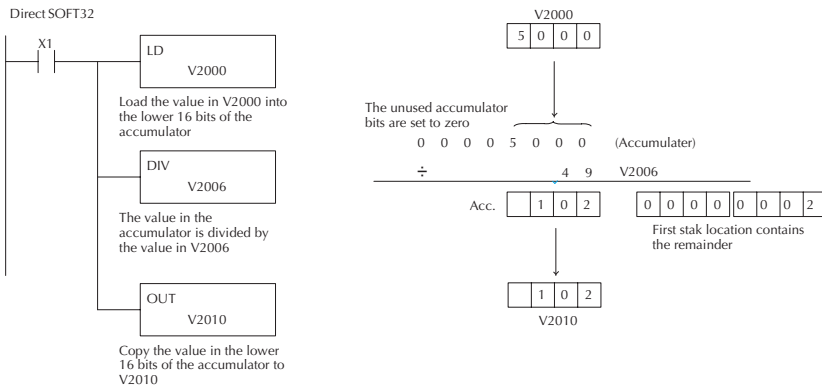 Direct SOFT32
X1
LD
V2000
Load the value in V2000 into
the lower 16 bits of the
accumulator
DIV
V2006
The value in the
accumulator is divided by
the value in V2006
OUT
V2010
Copy the value in the lower
16 bits of the accumulator to
V2010
V2000
5 0 0 0
The unused accumulator
bits are set to zero
0 0 0 0 5 0 0 0 (Accumulater)
÷ 4 9 V2006
Acc. 1 0 2 0 0 0 0 0 0 0 2
First stak location contains
the remainder
1 0 2
V2010